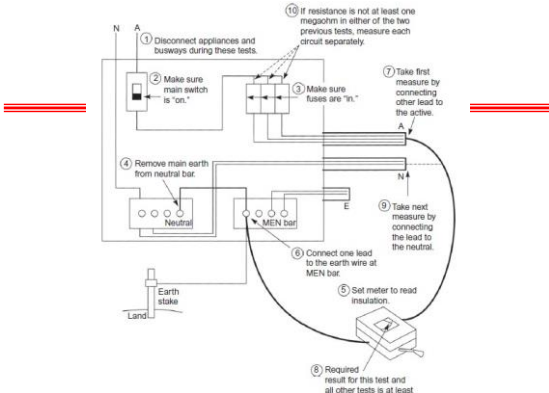 N A
① Disconnect appliances and
busways during these tests.
⑩ If resistance is not at least one
megaohm in either of the two
previous tests, measure each
circuit separately.
② Make sure
main switch
is "on."
③ Make sure
fuses are "in."
⑦ Take first
measure by
connecting
other lead to
the active.
A
④ Remove main earth
from neutral bar.
N
E
Neutral
MEN bar
⑨ Take next
measure by
connecting
the lead to
the neutral.
⑥ Connect one lead
to the earth wire at
MEN bar.
⑤ Set meter to read
insulation.
Earth
stake
Land
⑧ Required
result for this test and
all other tests is at least